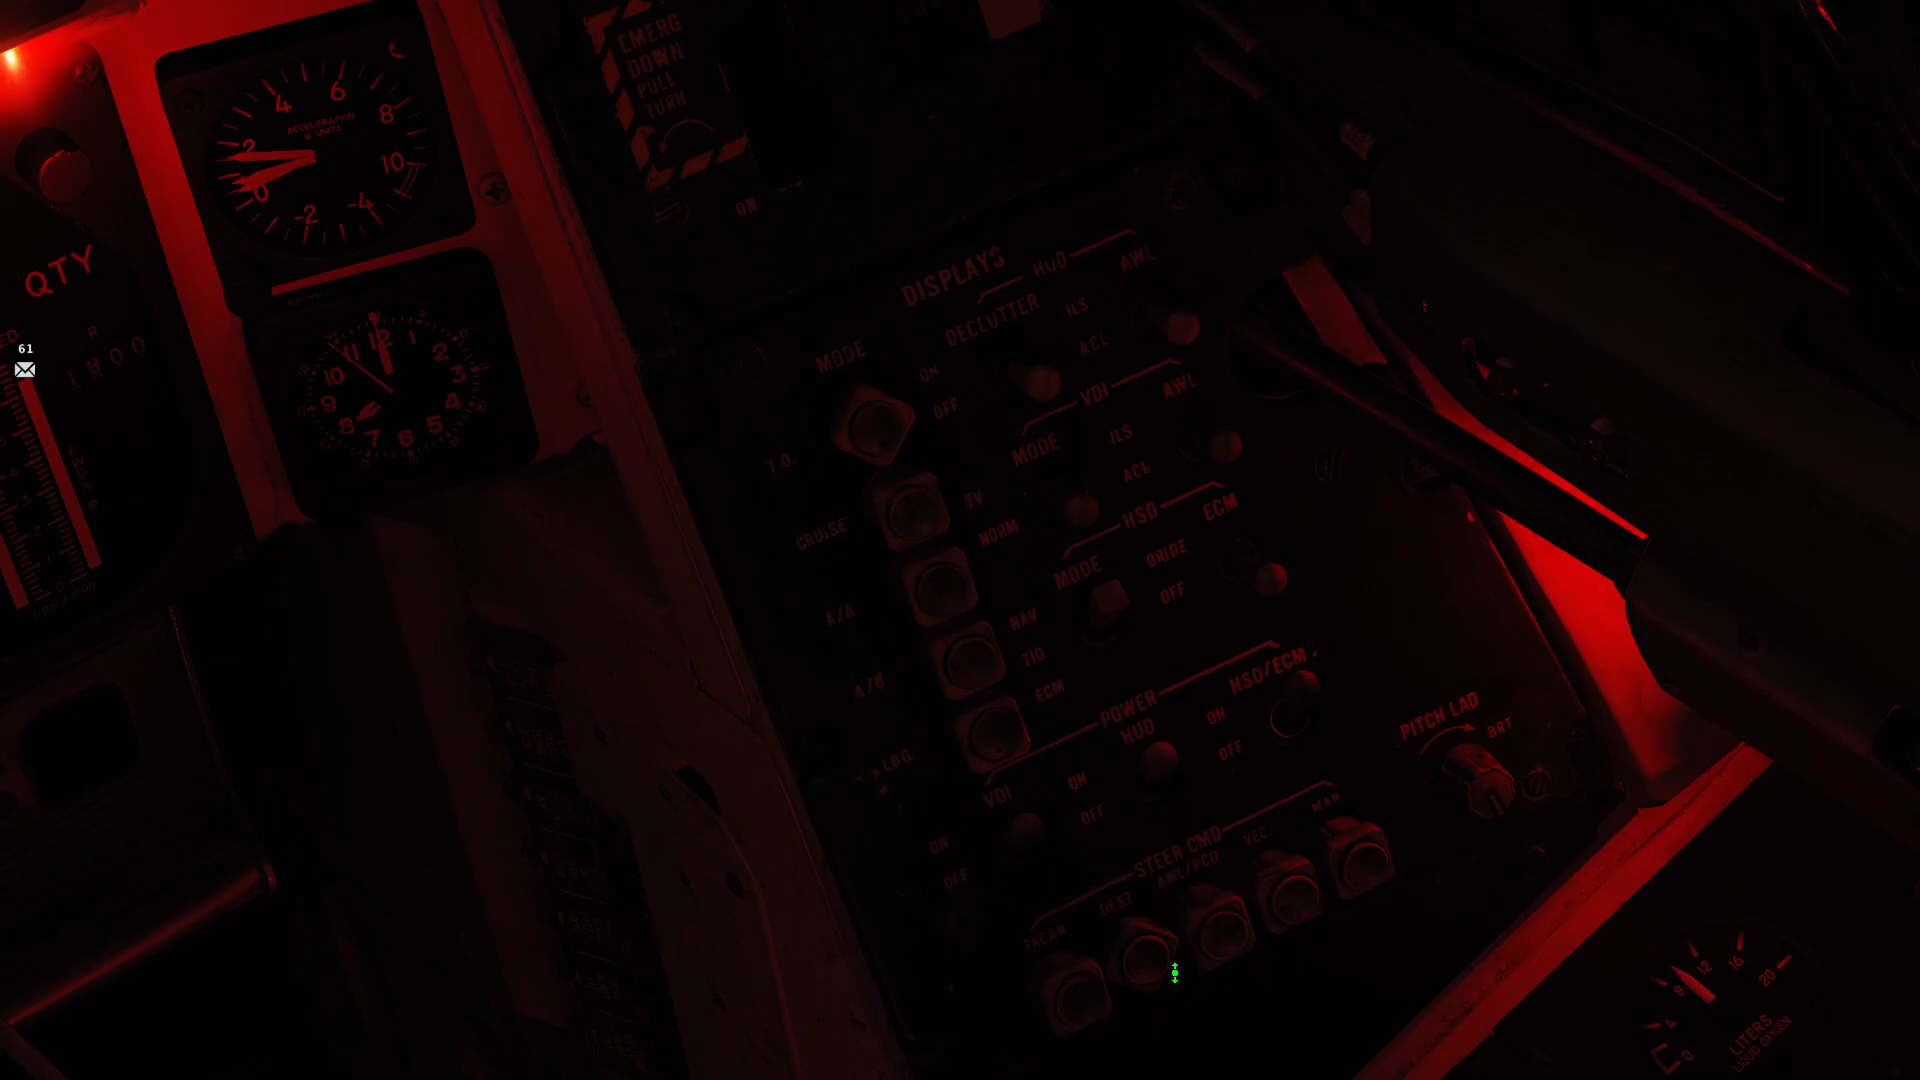 EMERG
DOWN
PULL
TURN
4 6 8 10
ACCELERATION
G UNITS
2 0 -2 -4
QTY
R
1800
61
12 1 2 3 4 5 6 7 8 9 10 11
DISPLAYS
HUD
AWL
DECLUTTER
ILS
ACL
MODE
ON
OFF
VDI
AWL
MODE
ILS
ACL
T.O.
CRUISE
TV
NORM
HSD
ECM
MODE
ORIDE
OFF
A/A
NAV
TID
ECM
A/G
LDG
POWER
HUD
HSD/ECM
ON
OFF
VDI
ON
OFF
ON
OFF
STEER CMD
TACAN
DEST
AWL/PCD
VEC
MAN
PITCH LAD
BRT
0 4 8 12 16 20
LITERS
LIQUID OXYGEN